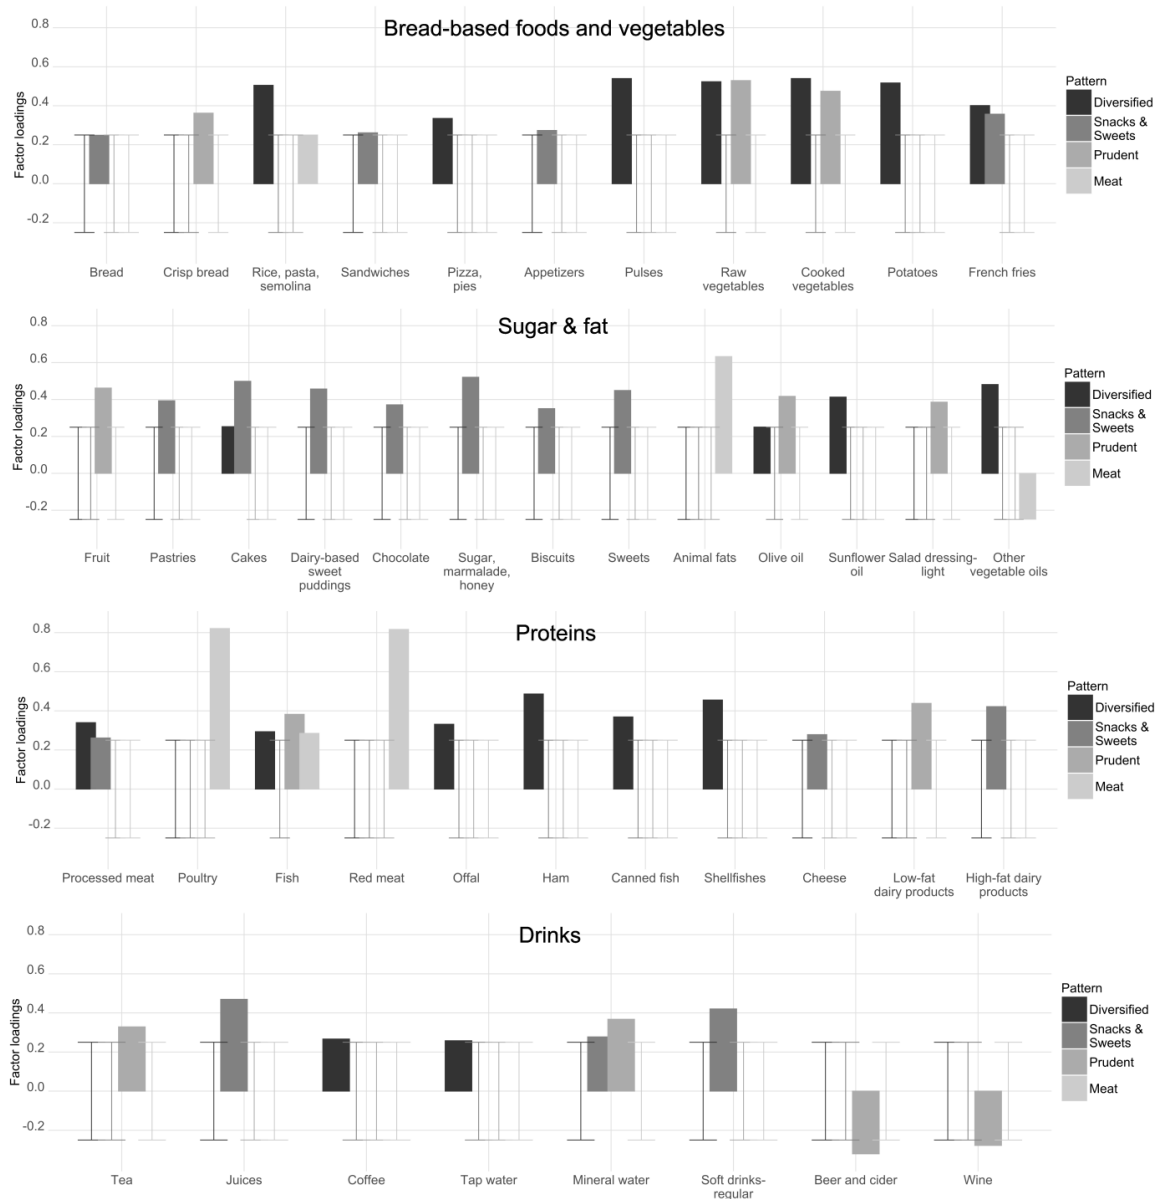 Bread-based foods and vegetables
Factor loadings
0.8
0.6
0.4
0.2
0.0
-0.2
Bread
Crisp bread
Rice, pasta,
semolina
Sandwiches
Pizza,
pies
Appetizers
Pulses
Raw
vegetables
Cooked
vegetables
Potatoes
French fries
Pattern
Diversified
Snacks &
Sweets
Prudent
Meat
Sugar & fat
Factor loadings
0.8
0.6
0.4
0.2
0.0
-0.2
Fruit
Pastries
Cakes
Dairy-based
sweet
puddings
Chocolate
Sugar,
marmalade,
honey
Biscuits
Sweets
Animal fats
Olive oil
Sunflower
oil
Salad dressing-
light
Other
vegetable oils
Pattern
Diversified
Snacks &
Sweets
Prudent
Meat
Proteins
Factor loadings
0.8
0.6
0.4
0.2
0.0
-0.2
Processed meat
Poultry
Fish
Red meat
Offal
Ham
Canned fish
Shellfishes
Cheese
Low-fat
dairy products
High-fat dairy
products
Pattern
Diversified
Snacks &
Sweets
Prudent
Meat
Drinks
Factor loadings
0.8
0.6
0.4
0.2
0.0
-0.2
Tea
Juices
Coffee
Tap water
Mineral water
Soft drinks-
regular
Beer and cider
Wine
Pattern
Diversified
Snacks &
Sweets
Prudent
Meat